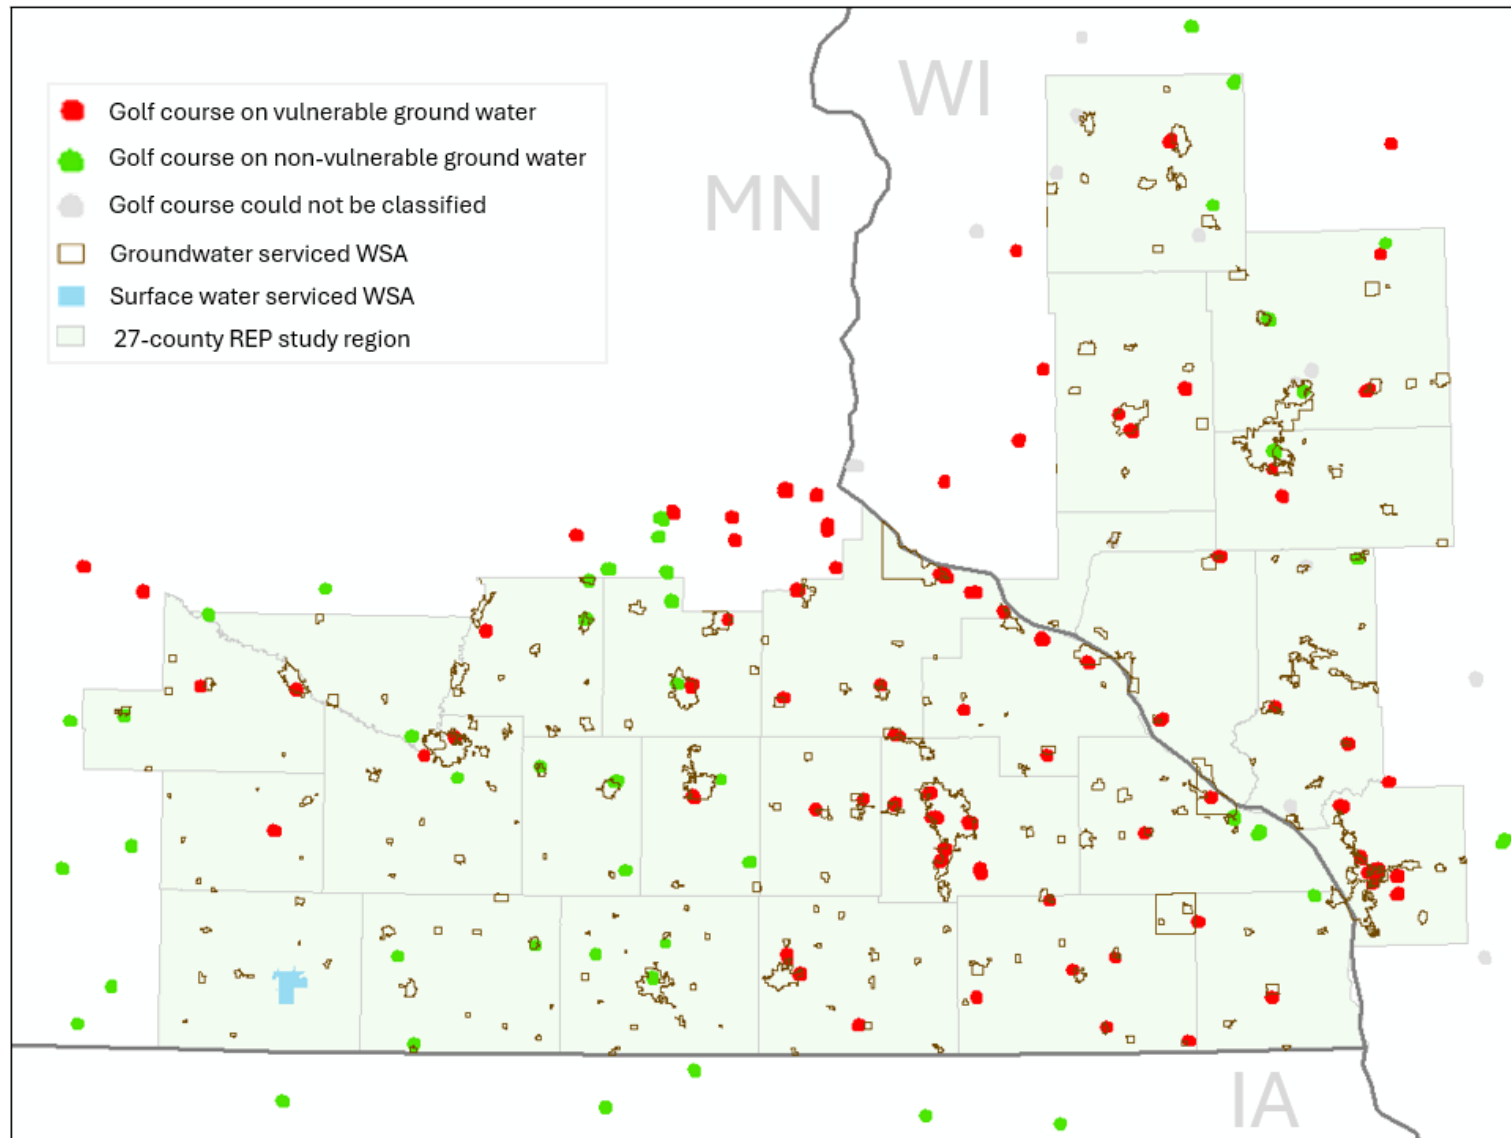 WI
MN
Golf course on vulnerable ground water
Golf course on non-vulnerable ground water
Golf course could not be classified
Groundwater serviced WSA
Surface water serviced WSA
27-county REP study region
IA